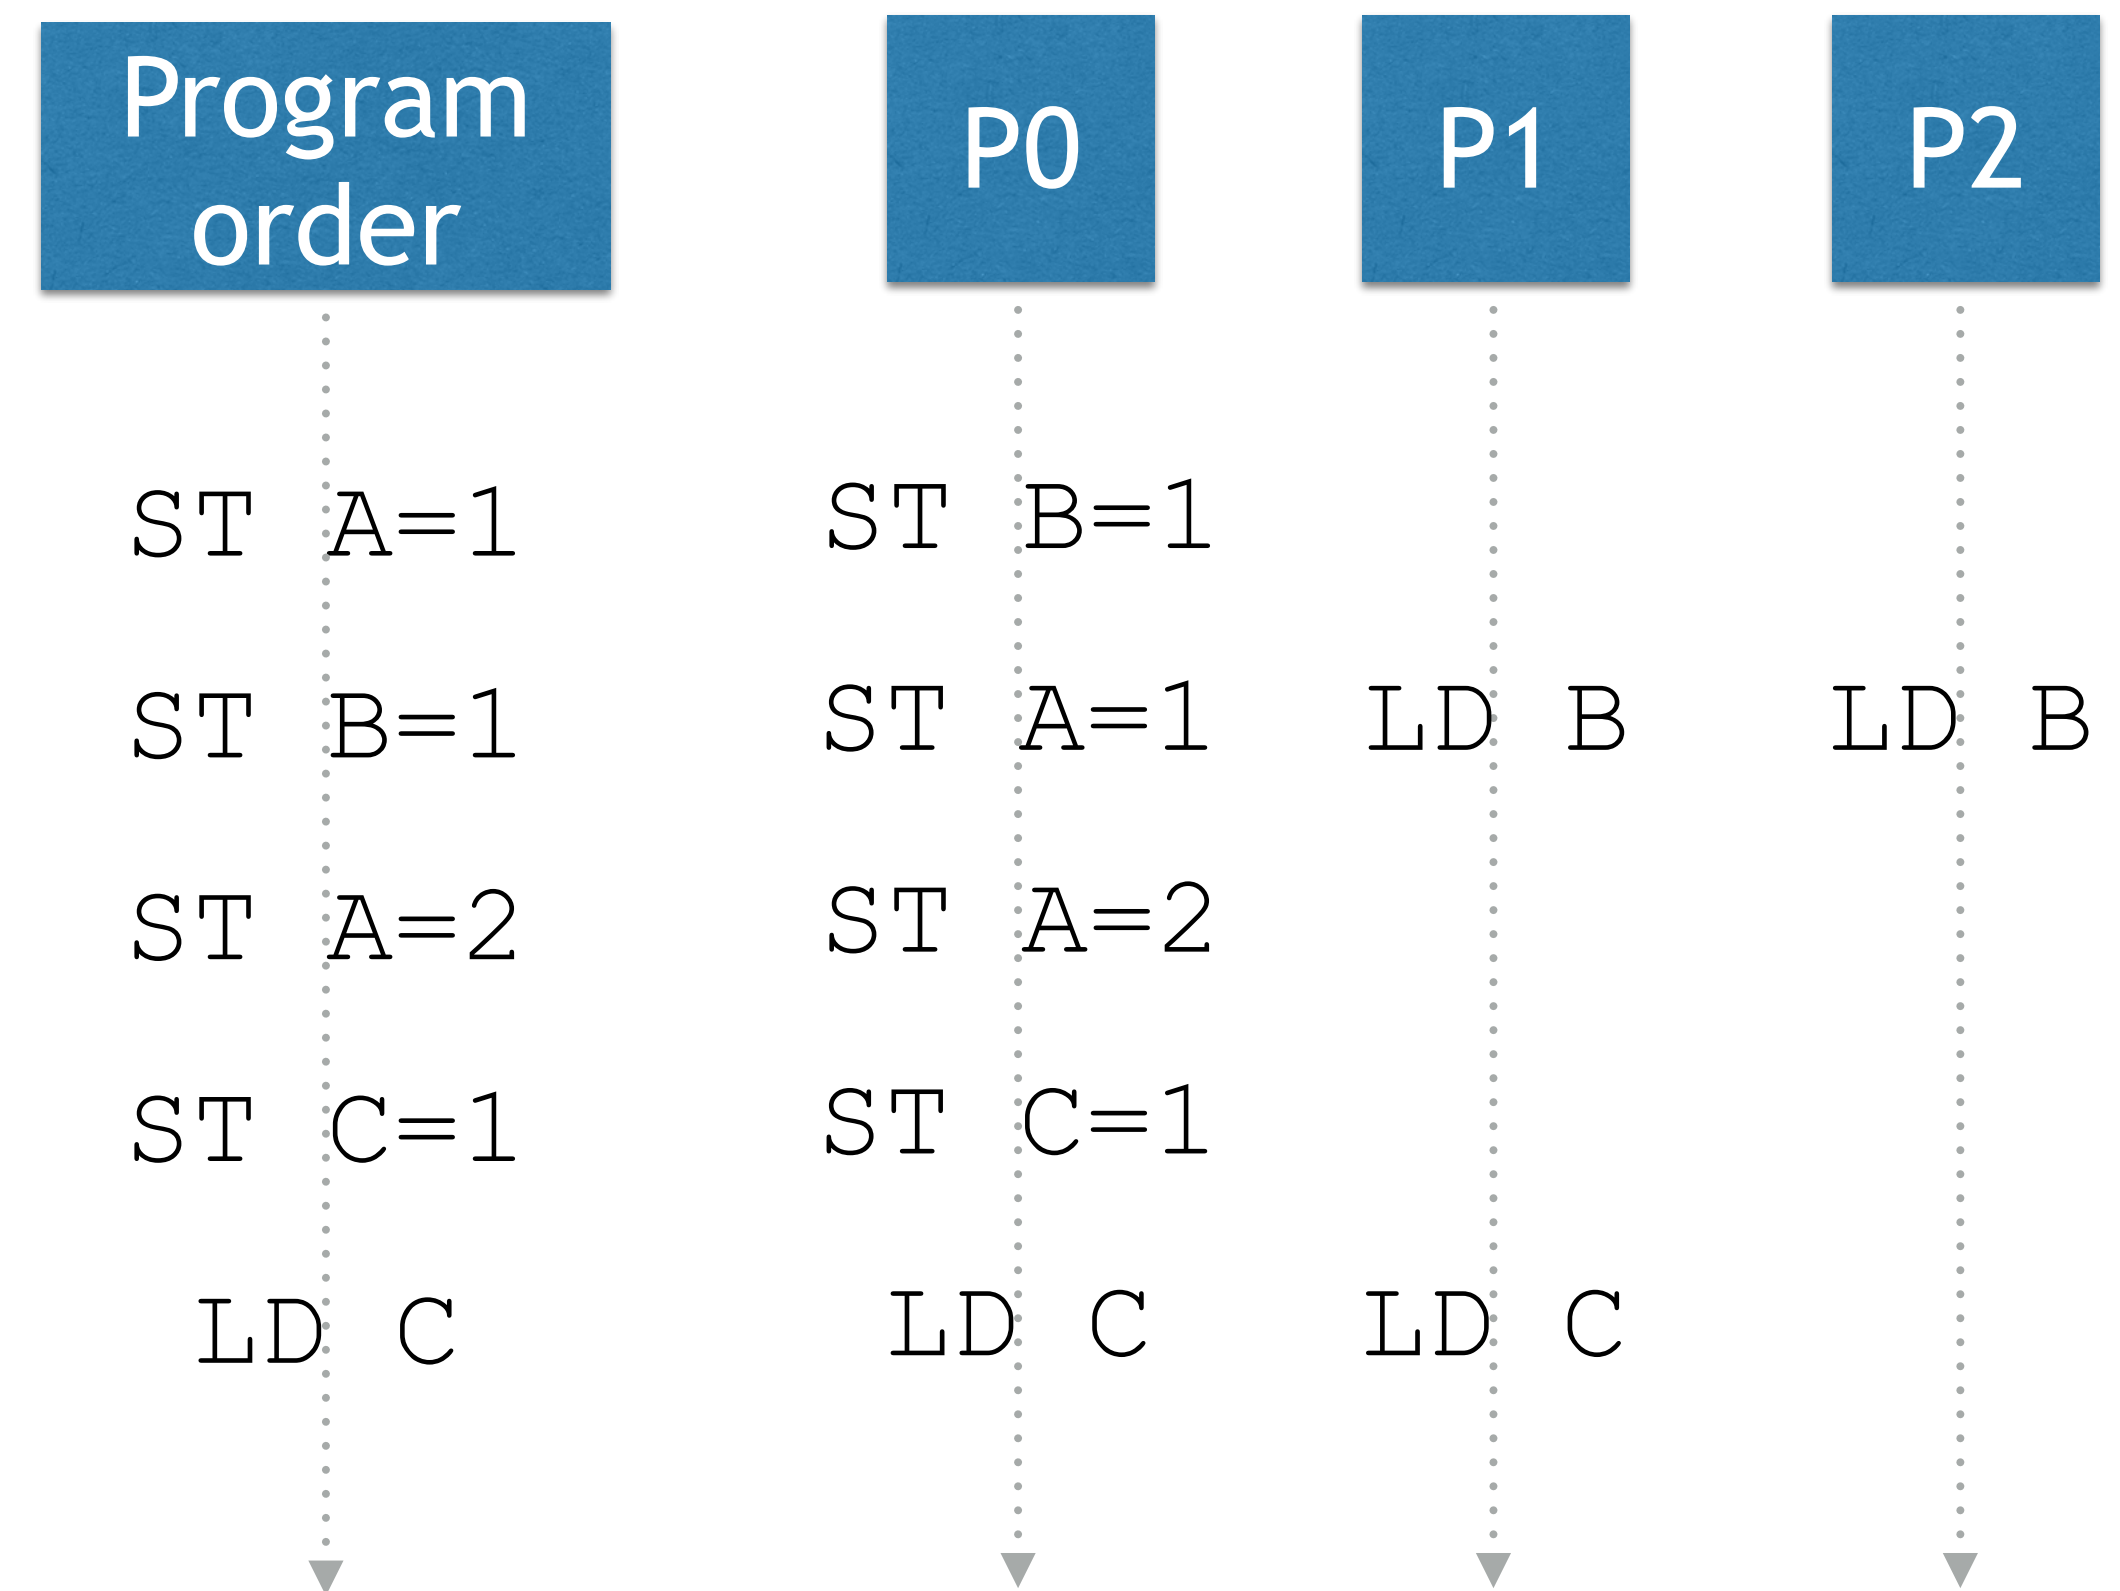 Program
order
P0
P1
P2
ST A=1
ST B=1
ST B=1
ST A=1
LD B
LD B
ST A=2
ST A=2
ST C=1
ST C=1
LD C
LD C
LD C